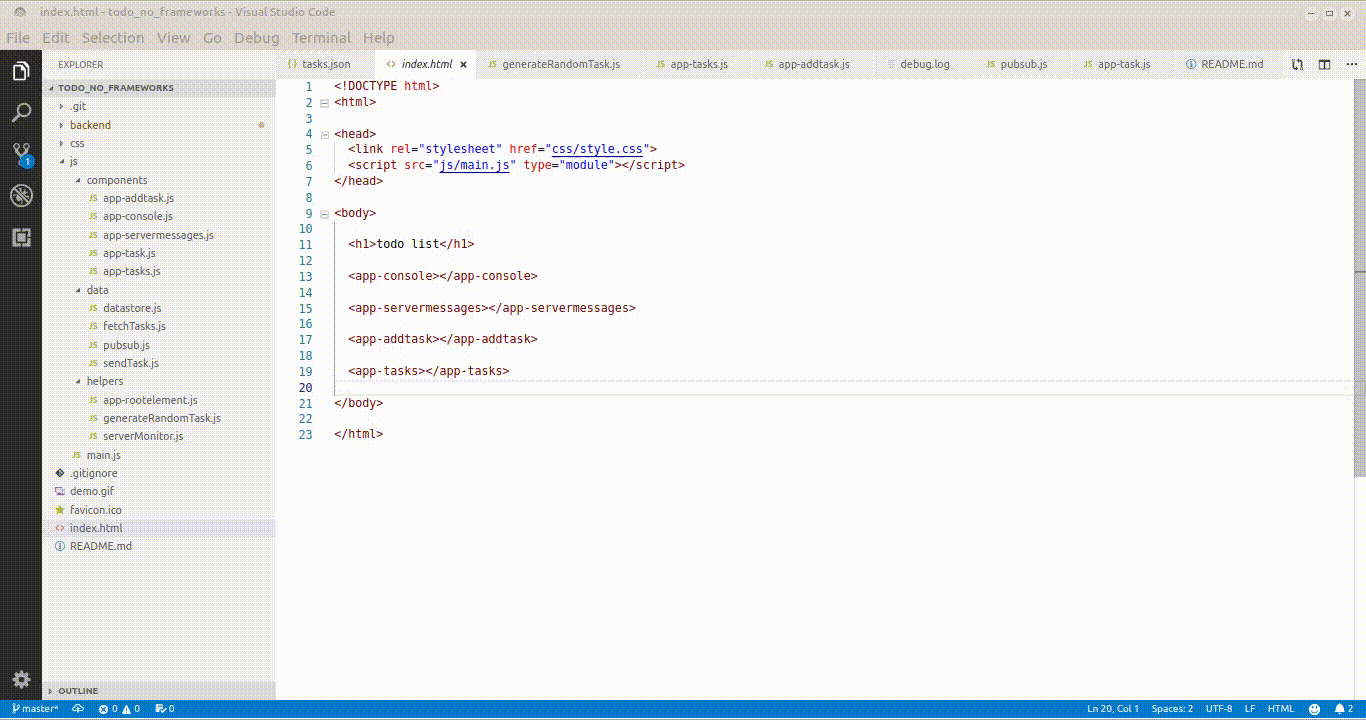 index.html - todo_no_frameworks - Visual Studio Code
File Edit Selection View Go Debug Terminal Help
EXPLORER
TODO_NO_FRAMEWORKS
.git
backend
css
js
components
app-addtask.js
app-console.js
app-servermessages.js
app-task.js
app-tasks.js
data
datastore.js
fetchTasks.js
pubsub.js
sendTask.js
helpers
app-rootelement.js
generateRandomTask.js
serverMonitor.js
main.js
.gitignore
demo.gif
favicon.ico
index.html
README.md
OUTLINE
tasks.json index.html generateRandomTask.js app-tasks.js app-addtask.js debug.log pubsub.js app-task.js README.md
1 <!DOCTYPE html>
2 <html>
3
4 <head>
5 <link rel="stylesheet" href="css/style.css">
6 <script src="js/main.js" type="module"></script>
7 </head>
8
9 <body>
10
11 <h1>todo list</h1>
12
13 <app-console></app-console>
14
15 <app-servermessages></app-servermessages>
16
17 <app-addtask></app-addtask>
18
19 <app-tasks></app-tasks>
20
21 </body>
22
23 </html>
1
master* 0 0 0 Ln 20, Col 1 Spaces: 2 UTF-8 LF HTML 2